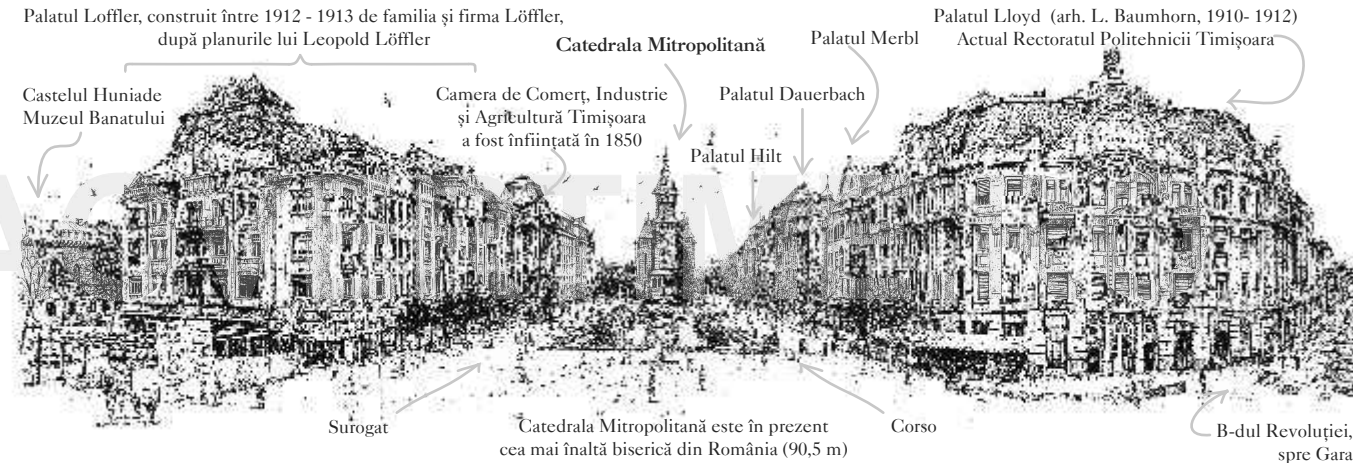 Palatul Loffler, construit între 1912 - 1913 de familia și firma Löffler,
după planurile lui Leopold Löffler
Castelul Huniade
Muzeul Banatului
Camera de Comerț, Industrie
și Agricultură Timișoara
a fost înființată în 1850
Catedrala Mitropolitană
Palatul Hilt
Palatul Dauerbach
Palatul Merbl
Palatul Lloyd (arh. L. Baumhorn, 1910- 1912)
Actual Rectoratul Politehnicii Timișoara
Surogat
Catedrala Mitropolitană este în prezent
cea mai înaltă biserică din România (90,5 m)
Corso
B-dul Revoluției,
spre Gara